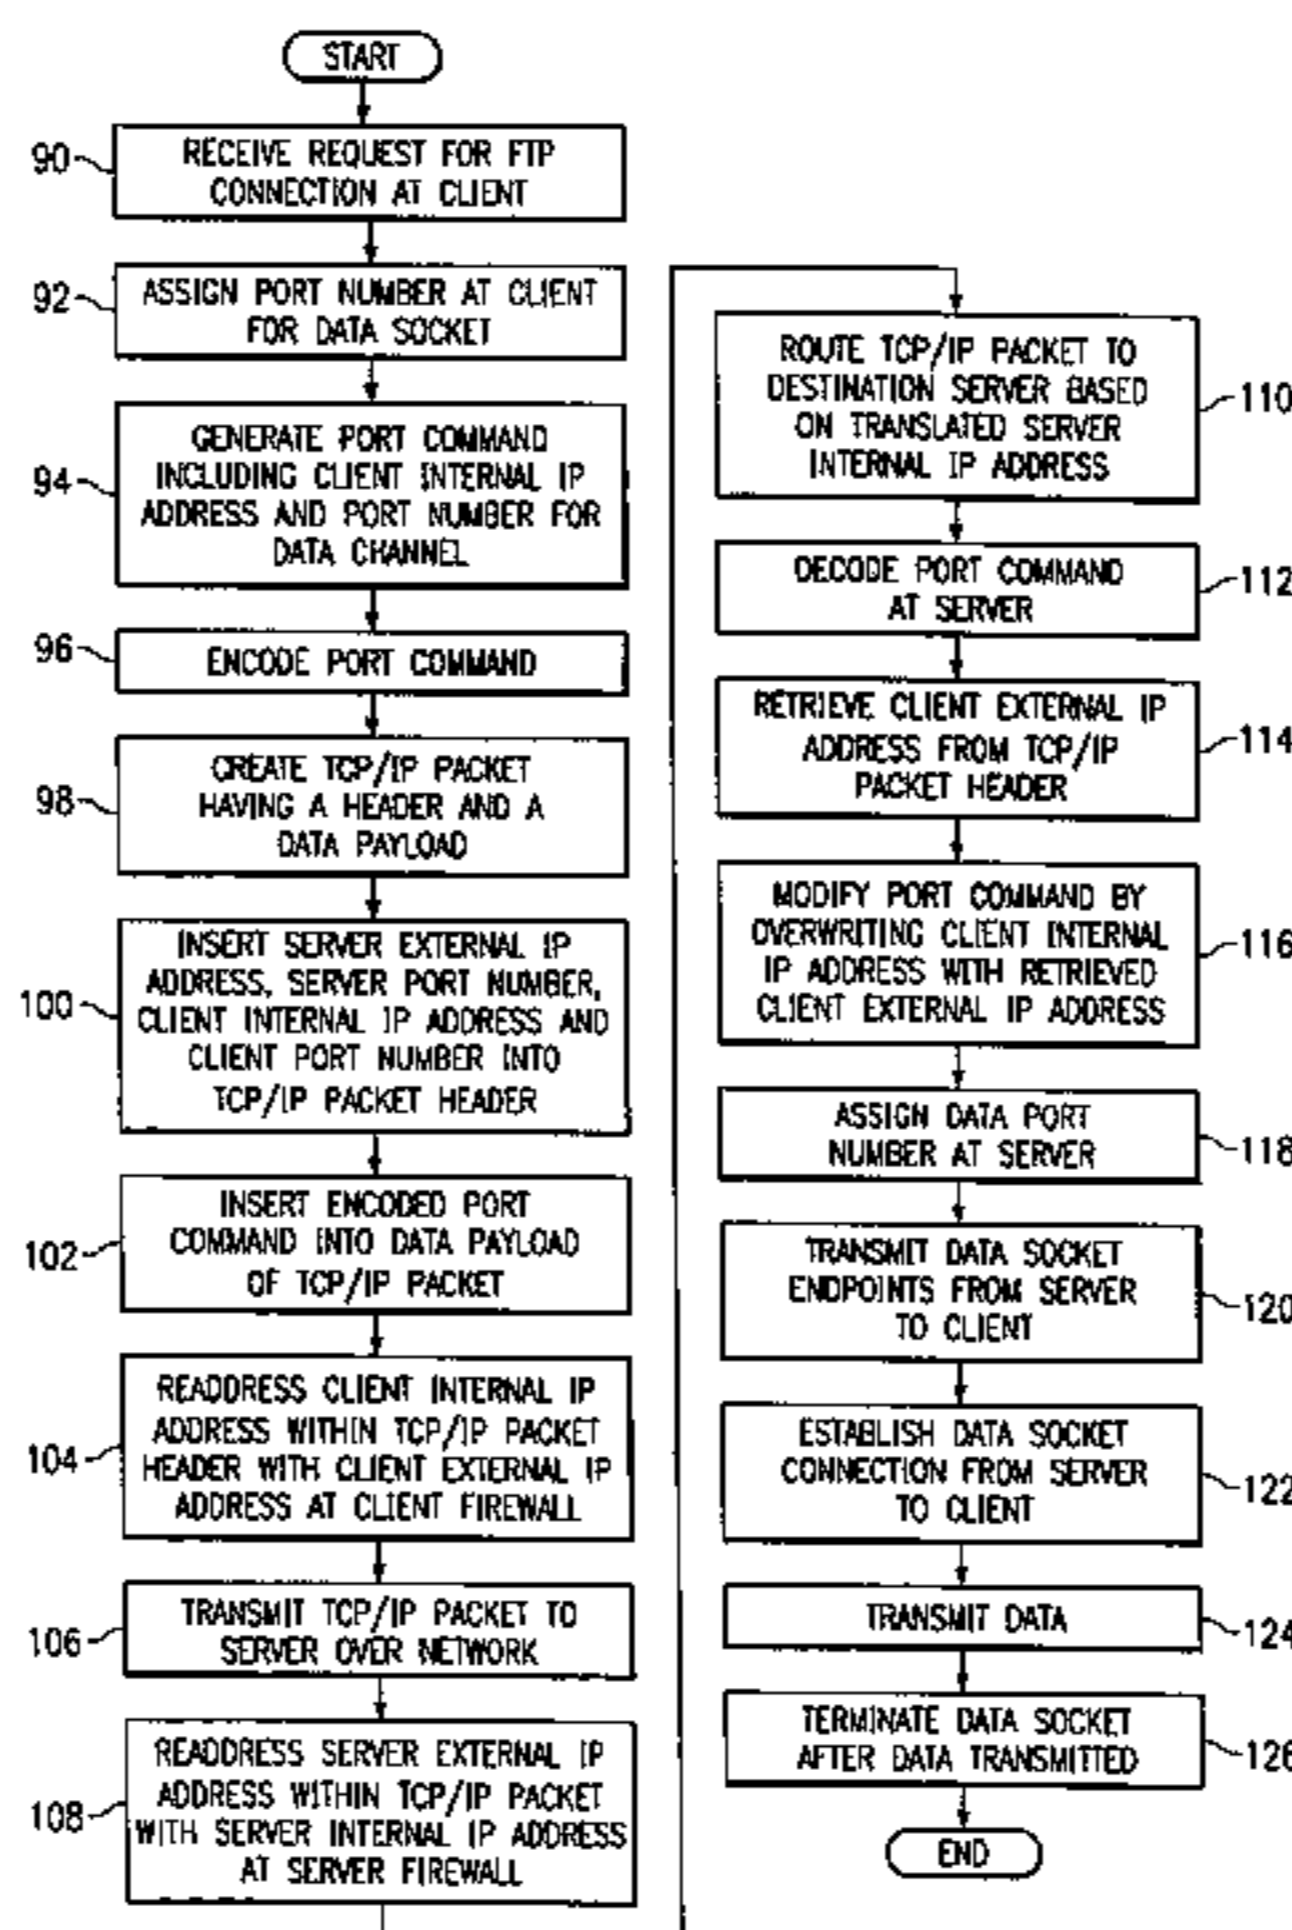 START
90
RECEIVE REQUEST FOR FTP
CONNECTION AT CLIENT
92
ASSIGN PORT NUMBER AT CLIENT
FOR DATA SOCKET
94
GENERATE PORT COMMAND
INCLUDING CLIENT INTERNAL IP
ADDRESS AND PORT NUMBER FOR
DATA CHANNEL
96
ENCODE PORT COMMAND
98
CREATE TCP/IP PACKET
HAVING A HEADER AND A
DATA PAYLOAD
100
INSERT SERVER EXTERNAL IP
ADDRESS, SERVER PORT NUMBER,
CLIENT INTERNAL IP ADDRESS AND
CLIENT PORT NUMBER INTO
TCP/IP PACKET HEADER
102
INSERT ENCODED PORT
COMMAND INTO DATA PAYLOAD
OF TCP/IP PACKET
104
READDRESS CLIENT INTERNAL IP
ADDRESS WITHIN TCP/IP PACKET
HEADER WITH CLIENT EXTERNAL IP
ADDRESS AT CLIENT FIREWALL
106
TRANSMIT TCP/IP PACKET TO
SERVER OVER NETWORK
108
READDRESS SERVER EXTERNAL IP
ADDRESS WITHIN TCP/IP PACKET
WITH SERVER INTERNAL IP ADDRESS
AT SERVER FIREWALL
ROUTE TCP/IP PACKET TO
DESTINATION SERVER BASED
ON TRANSLATED SERVER
INTERNAL IP ADDRESS
110
DECODE PORT COMMAND
AT SERVER
112
RETRIEVE CLIENT EXTERNAL IP
ADDRESS FROM TCP/IP
PACKET HEADER
114
MODIFY PORT COMMAND BY
OVERWRITING CLIENT INTERNAL
IP ADDRESS WITH RETRIEVED
CLIENT EXTERNAL IP ADDRESS
116
ASSIGN DATA PORT
NUMBER AT SERVER
118
TRANSMIT DATA SOCKET
ENDPOINTS FROM SERVER
TO CLIENT
120
ESTABLISH DATA SOCKET
CONNECTION FROM SERVER
TO CLIENT
122
TRANSMIT DATA
124
TERMINATE DATA SOCKET
AFTER DATA TRANSMITTED
126
END